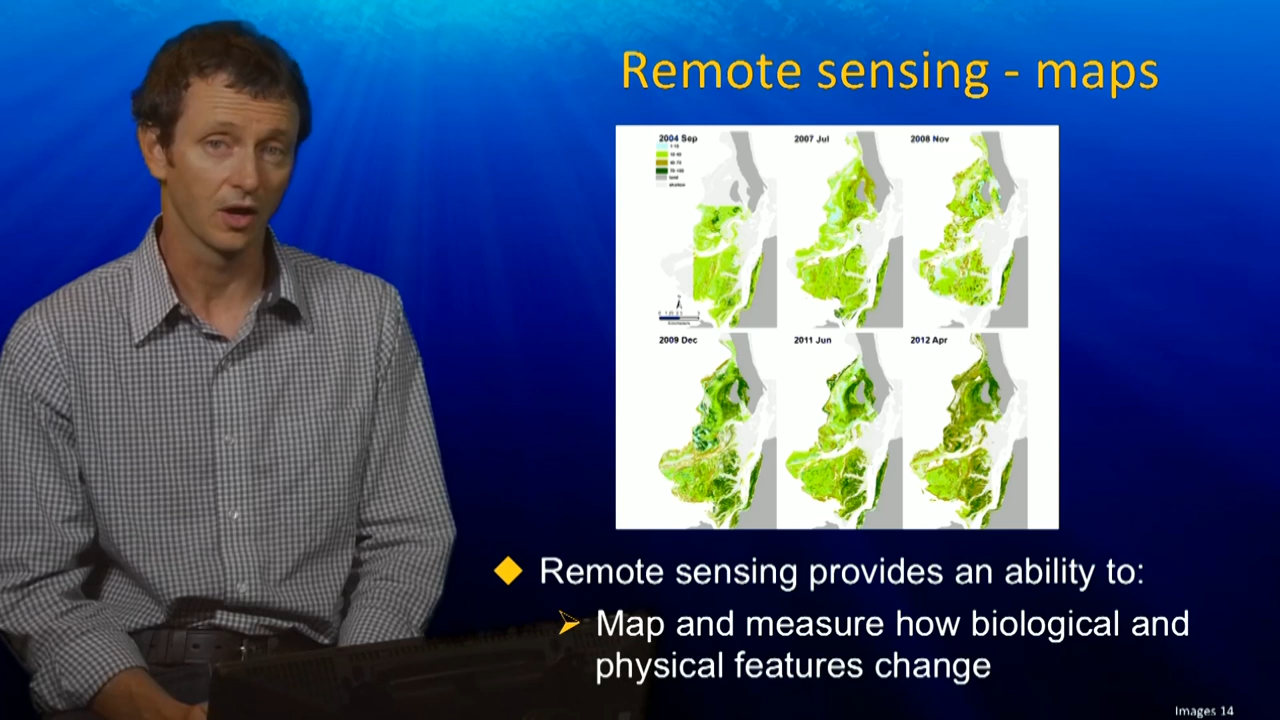 Remote sensing - maps
2004 Sep
2007 Jul
2008 Nov
2009 Dec
2011 Jun
2012 Apr
Remote sensing provides an ability to:
Map and measure how biological and
physical features change
Images 14